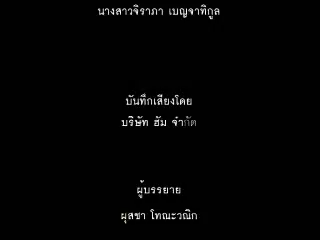 นางสาวจิราภา เบญจาทิกูล
บันทึกเสียงโดย
บริษัท ฮัม จำกัด
ผู้บรรยาย
ผุสชา โทณะวณิก